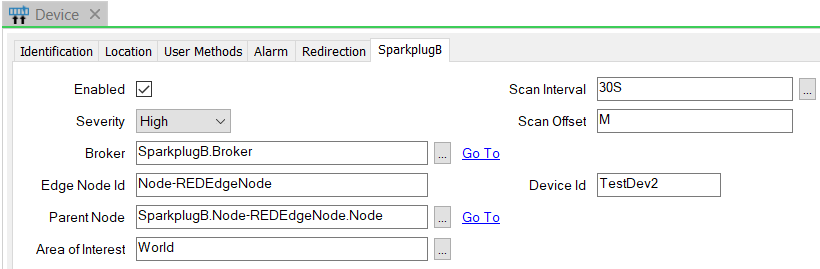 Device
Identification Location User Methods Alarm Redirection SparkplugB
Enabled Scan Interval 30S ...
Severity High Scan Offset M
Broker SparkplugB.Broker ... Go To
Edge Node Id Node-REDEdgeNode Device Id TestDev2
Parent Node SparkplugB.Node-REDEdgeNode.Node ... Go To
Area of Interest World ...